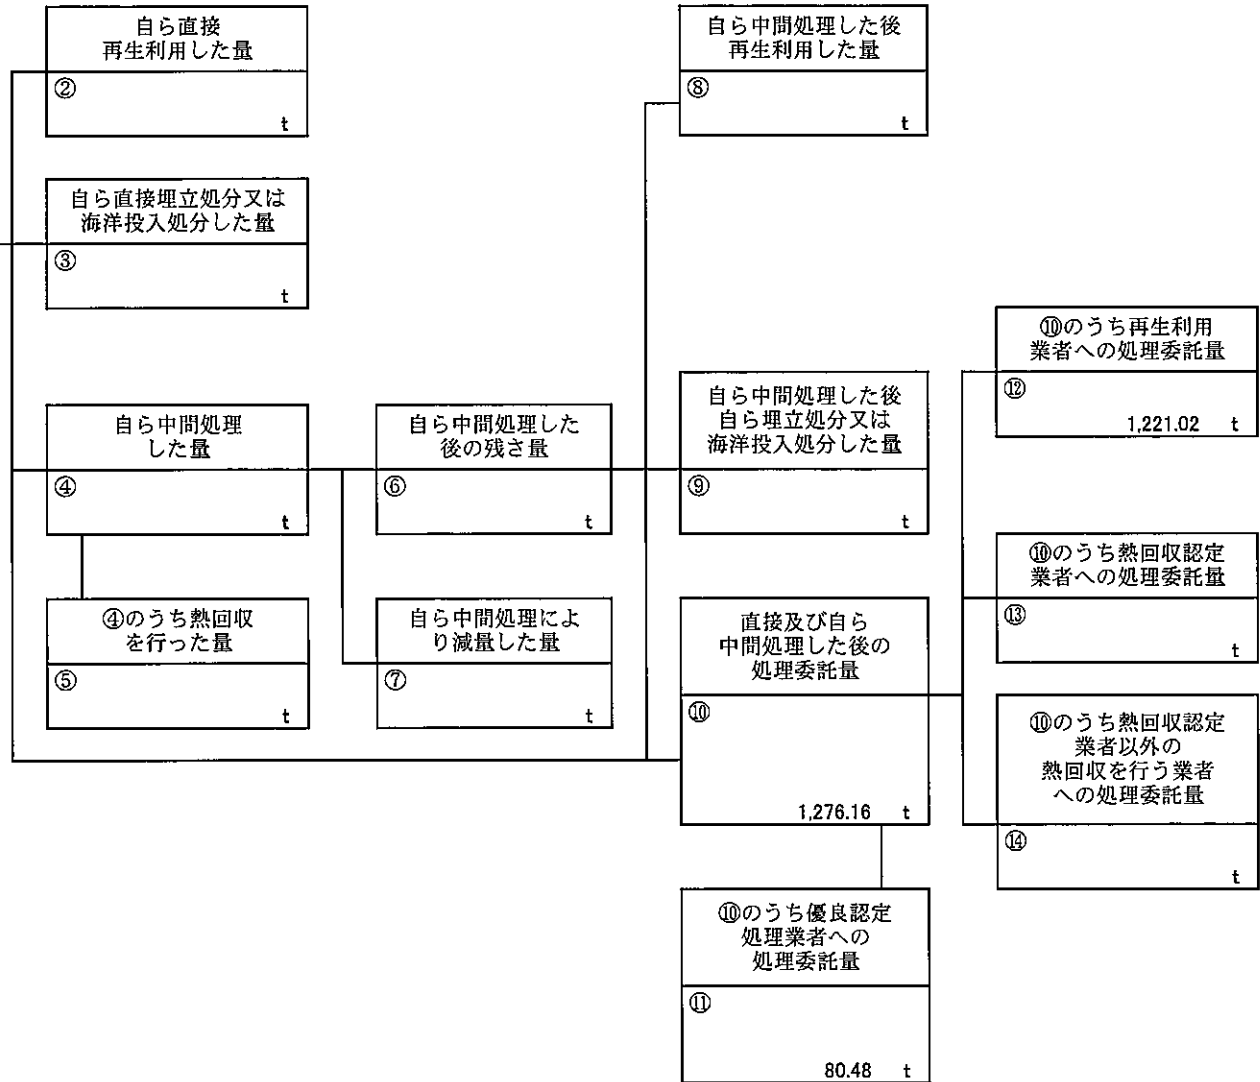 自ら直接
再生利用した量
②
t
自ら中間処理した後
再生利用した量
⑧
t
自ら直接埋立処分又は
海洋投入処分した量
③
t
⑩のうち再生利用
業者への処理委託量
⑫
1,221.02 t
自ら中間処理
した量
④
t
自ら中間処理した
後の残さ量
⑥
t
自ら中間処理した後
自ら埋立処分又は
海洋投入処分した量
⑨
t
⑩のうち熱回収認定
業者への処理委託量
⑬
t
④のうち熱回収
を行った量
⑤
t
自ら中間処理によ
り減量した量
⑦
t
直接及び自ら
中間処理した後の
処理委託量
⑩
1,276.16 t
⑩のうち熱回収認定
業者以外の
熱回収を行う業者
への処理委託量
⑭
t
⑩のうち優良認定
処理業者への
処理委託量
⑪
80.48 t